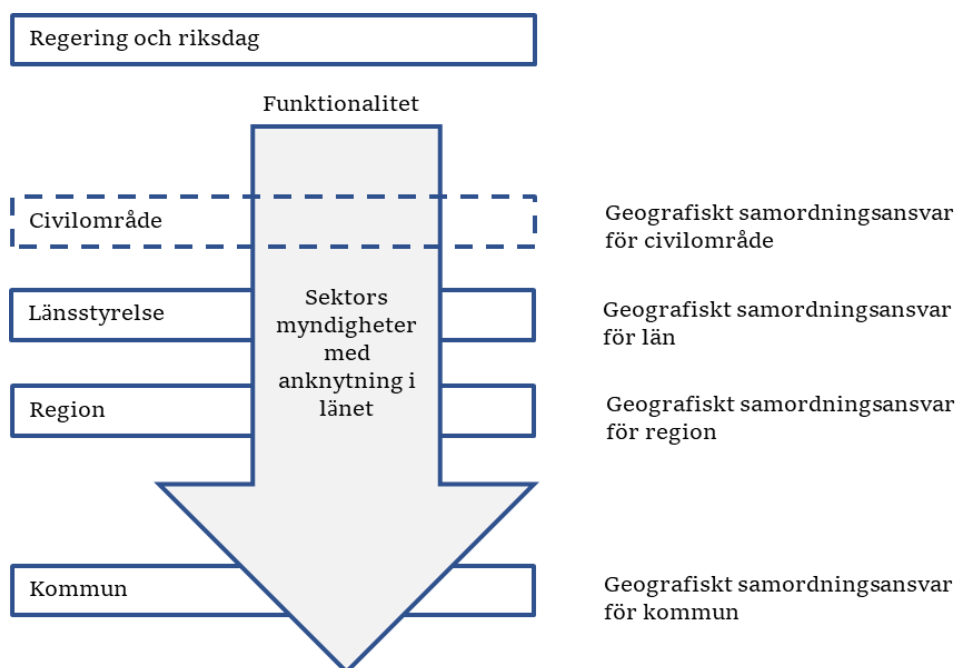 Regering och riksdag
Funktionalitet
Civilområde
Geografiskt samordningsansvar
för civilområde
Länsstyrelse
Geografiskt samordningsansvar
för län
Sektors
myndigheter
med
anknytning i
länet
Region
Geografiskt samordningsansvar
för region
Kommun
Geografiskt samordningsansvar
för kommun